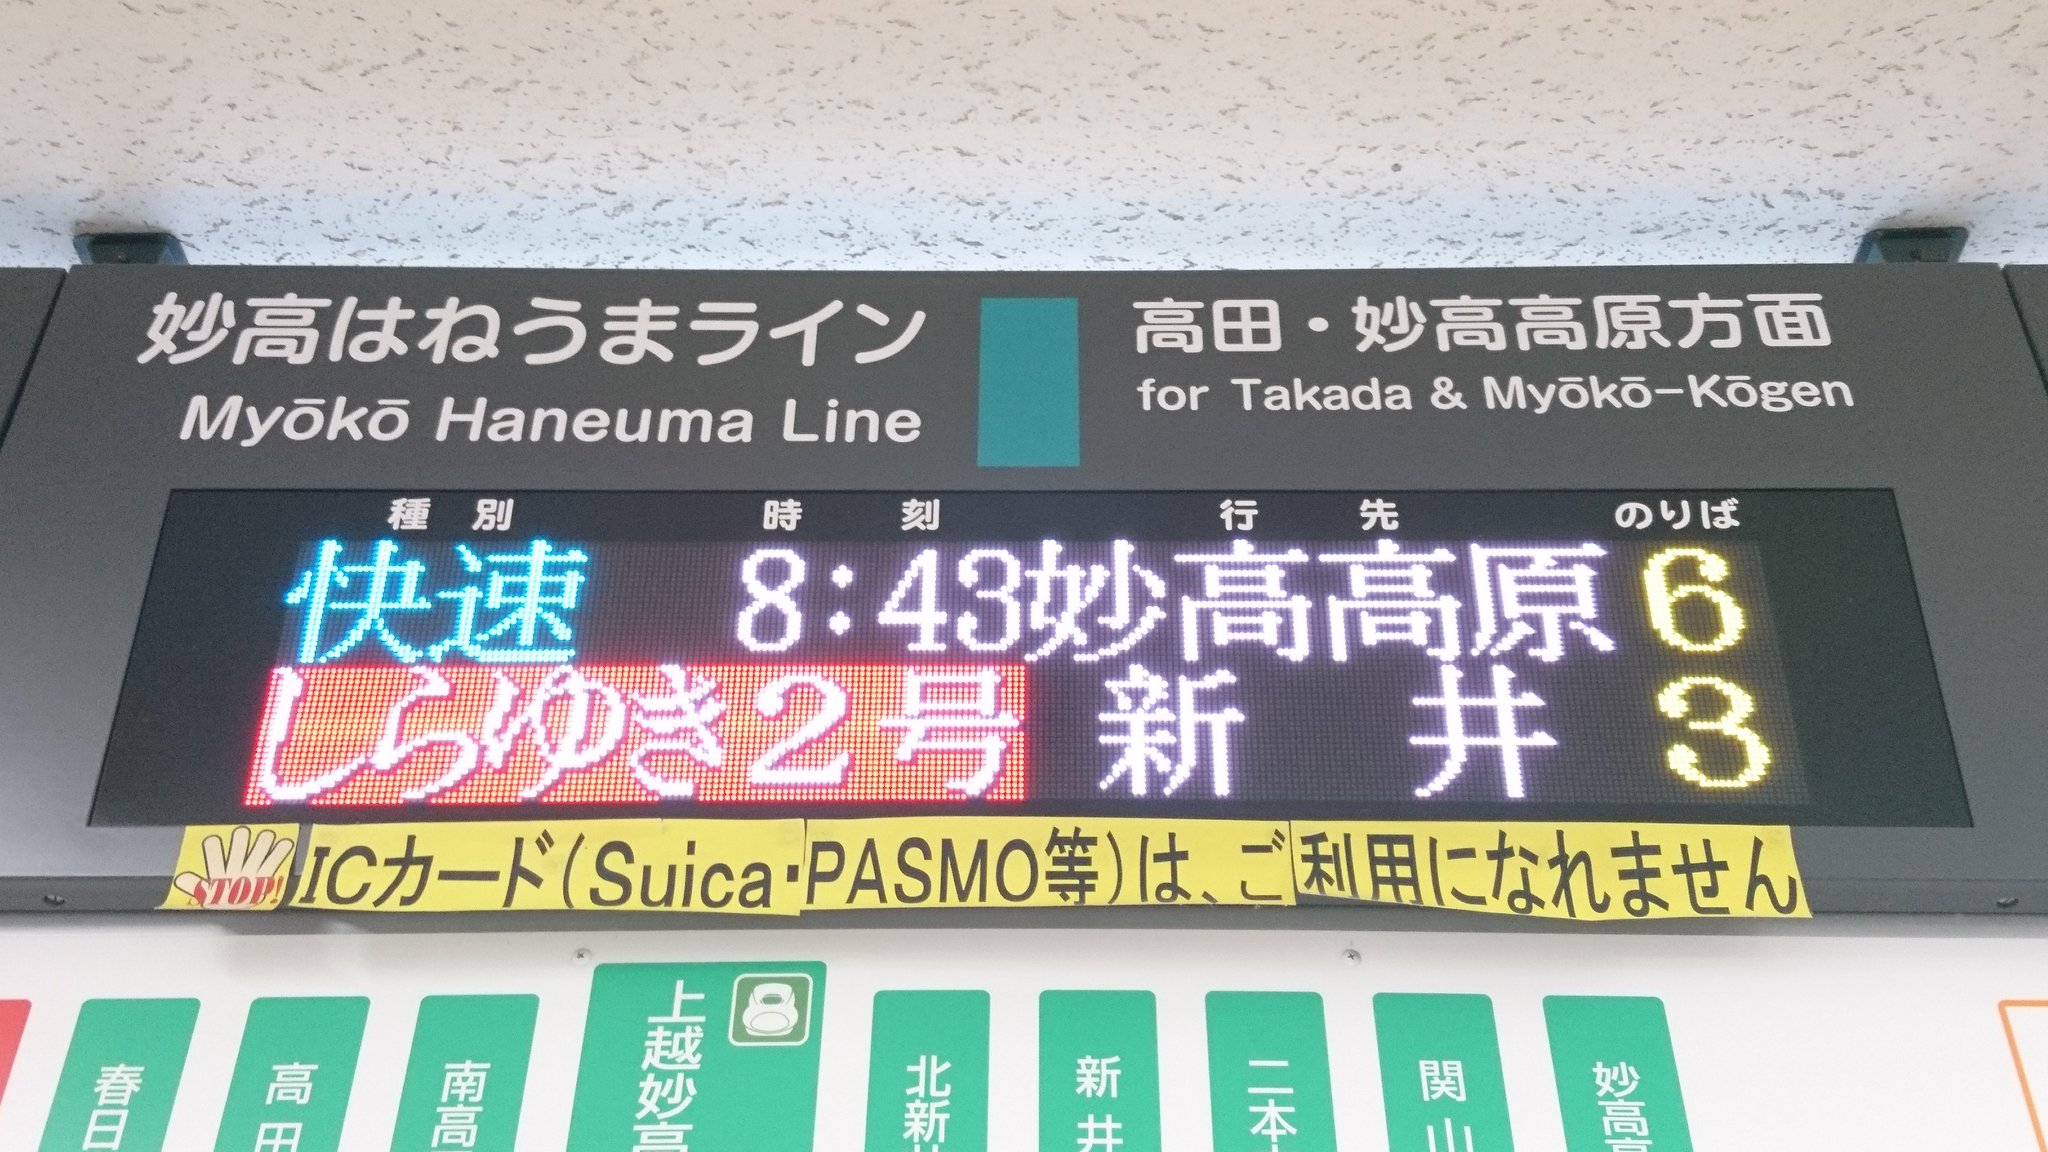 妙高はねうまライン
Myōkō Haneuma Line
高田・妙高高原方面
for Takada & Myōkō-Kōgen
種別 時刻 行先 のりば
快速 8:43 妙高高原 6
しらゆき2号 新井 3
STOP! ICカード(Suica・PASMO等)は、ご利用になれません
春日
高田
南高
上越妙高
北新
新井
二本
関山
妙高